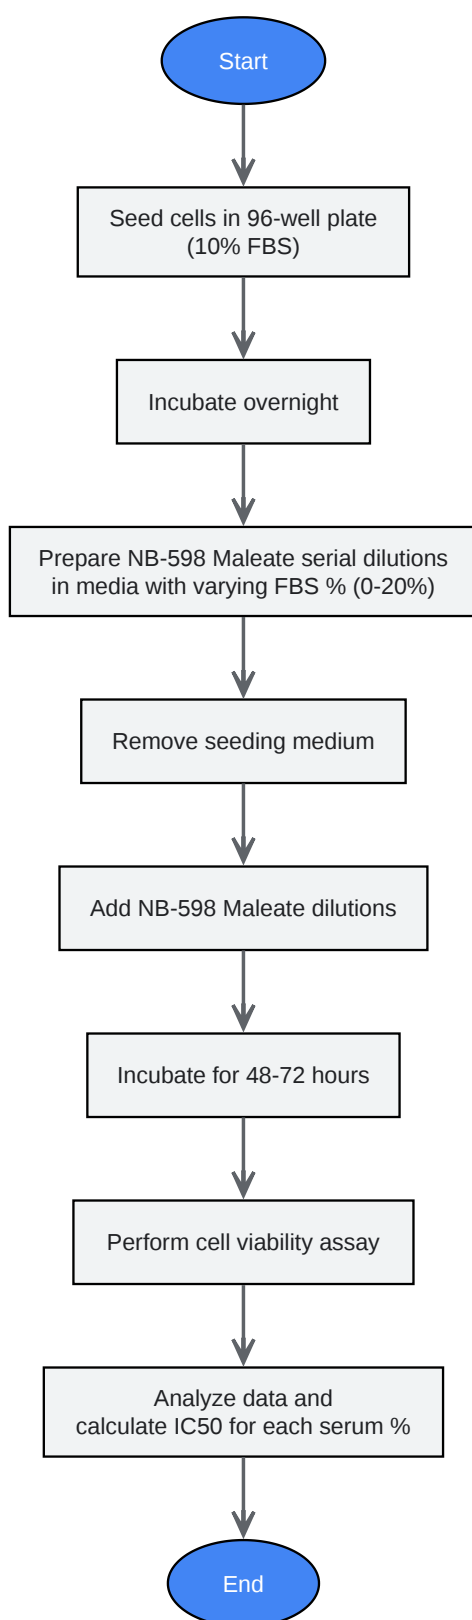 Start
Seed cells in 96-well plate
(10% FBS)
Incubate overnight
Prepare NB-598 Maleate serial dilutions
in media with varying FBS % (0-20%)
Remove seeding medium
Add NB-598 Maleate dilutions
Incubate for 48-72 hours
Perform cell viability assay
Analyze data and
calculate IC50 for each serum %
End